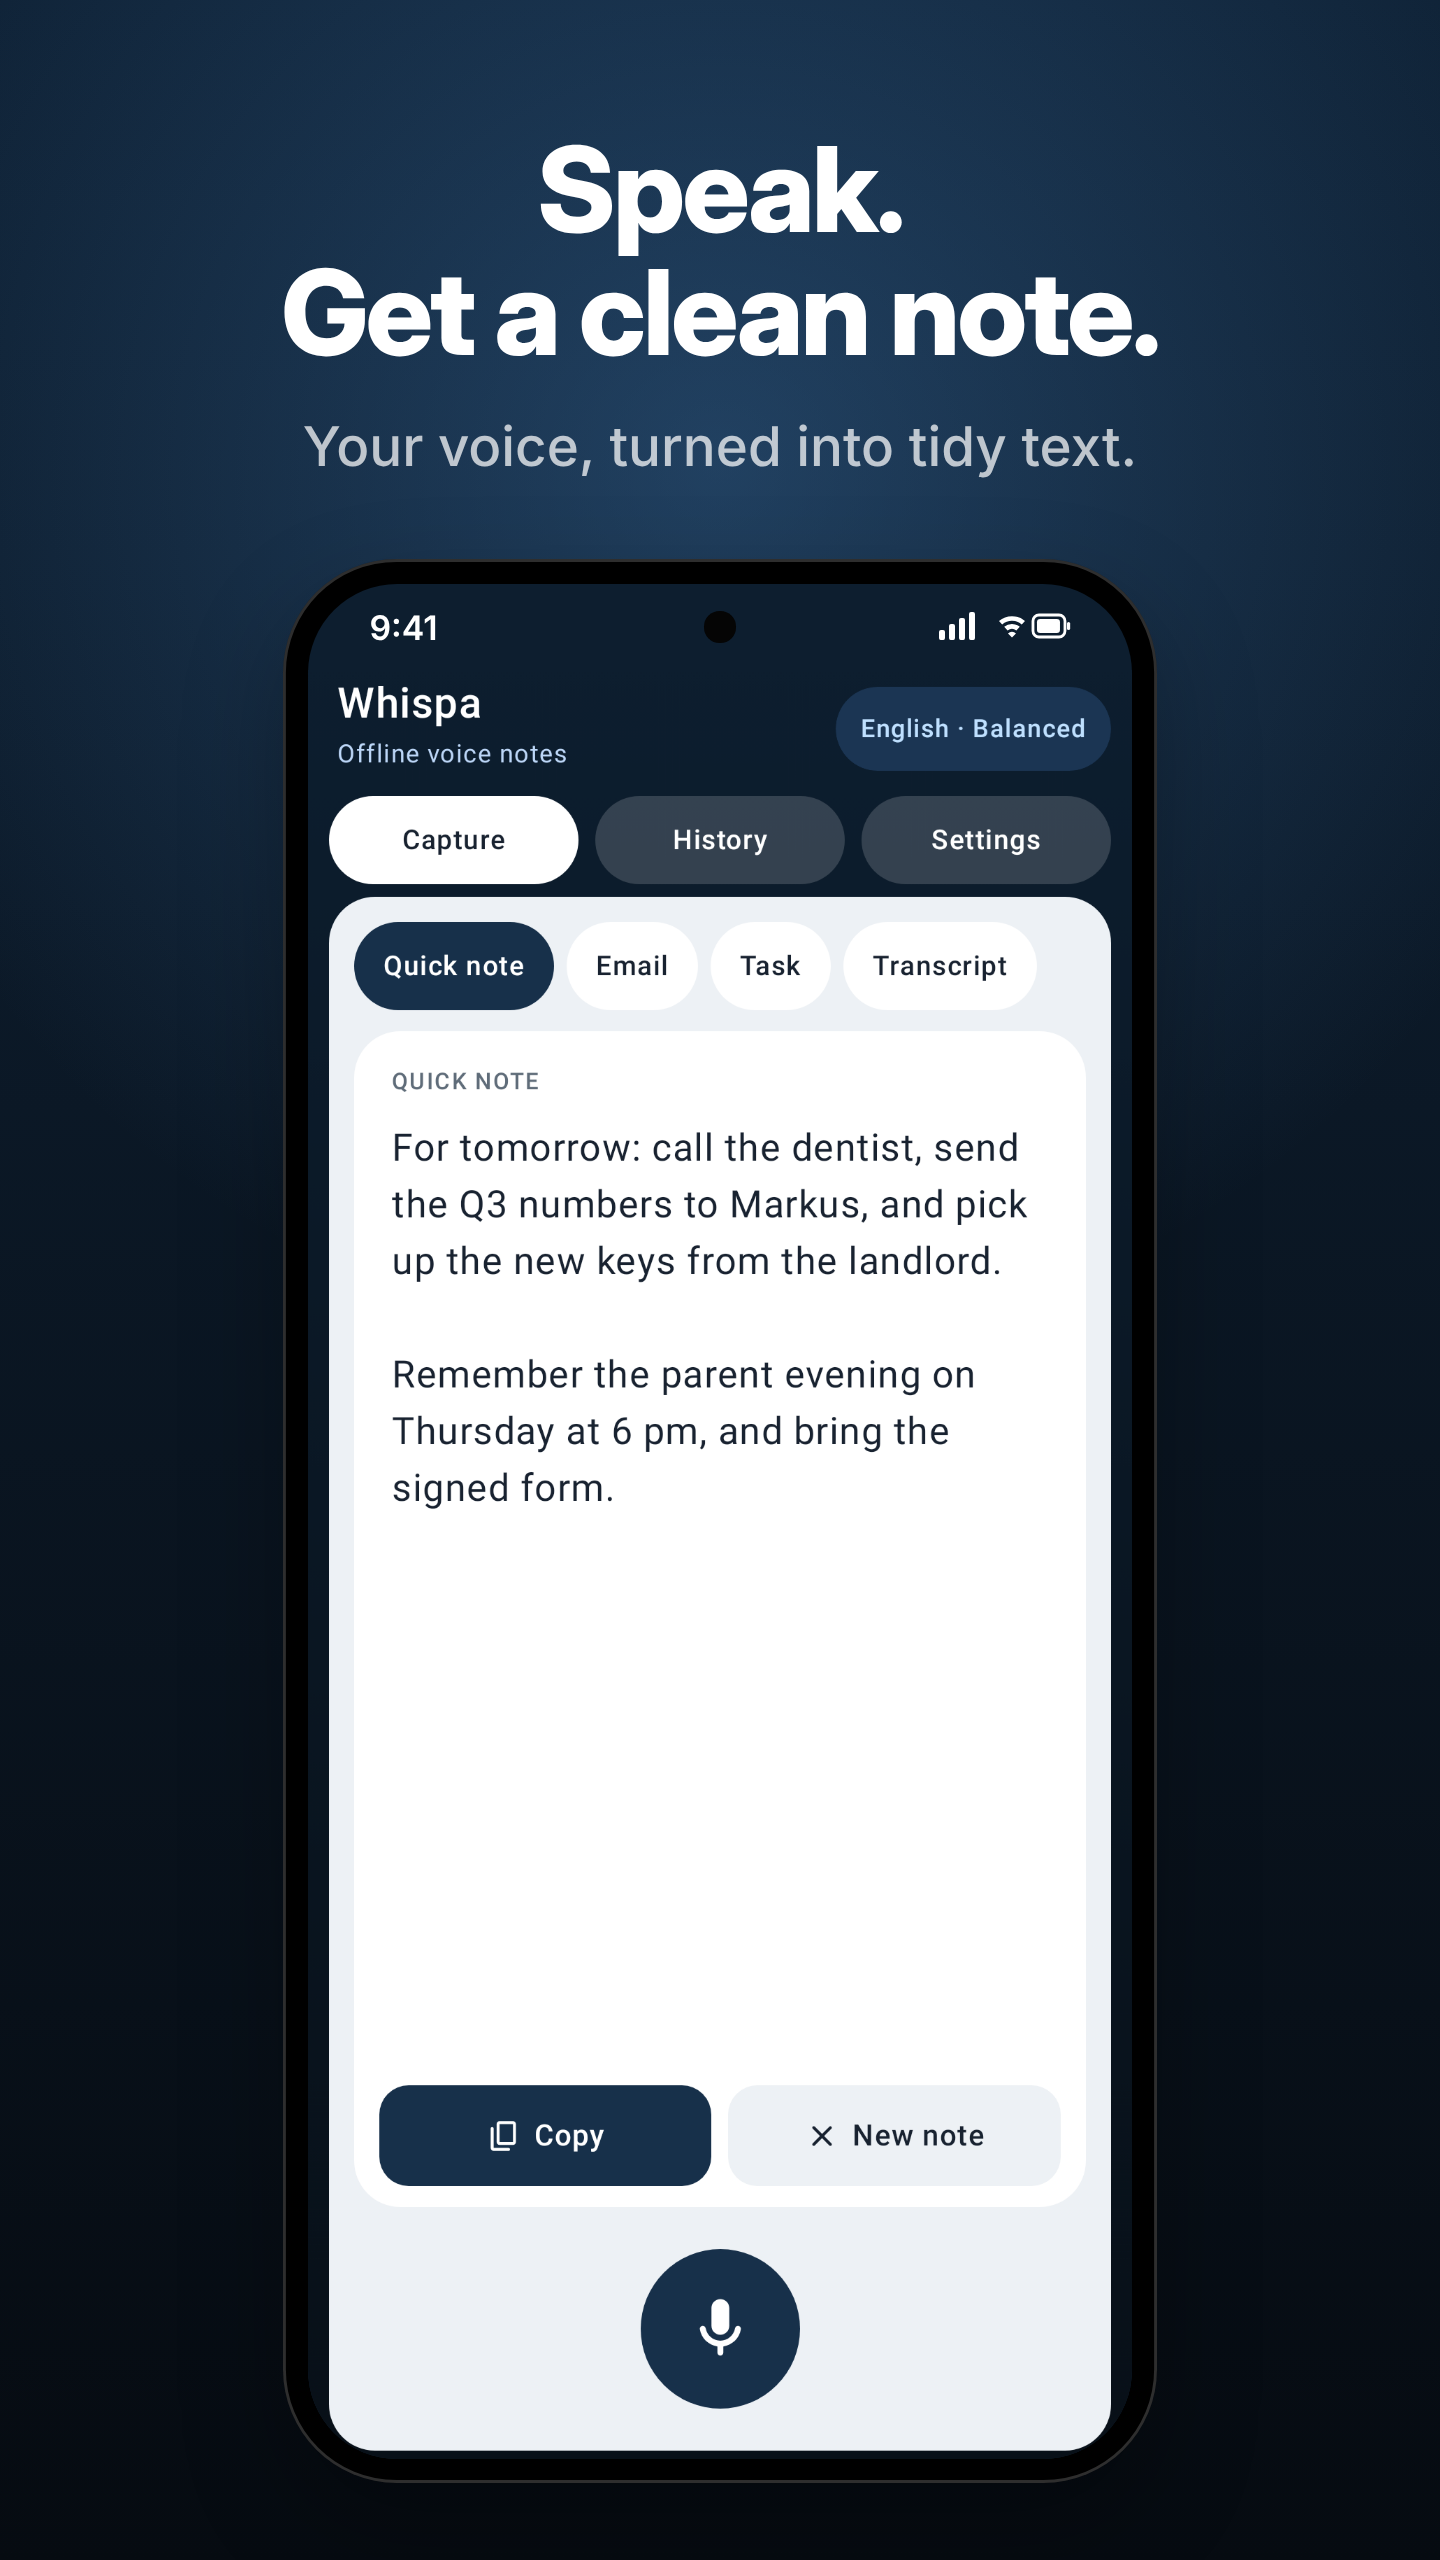 Speak.
Get a clean note.
Your voice, turned into tidy text.
9:41
Whispa
Offline voice notes
English · Balanced
Capture
History
Settings
Quick note
Email
Task
Transcript
QUICK NOTE
For tomorrow: call the dentist, send
the Q3 numbers to Markus, and pick
up the new keys from the landlord.
Remember the parent evening on
Thursday at 6 pm, and bring the
signed form.
Copy
New note